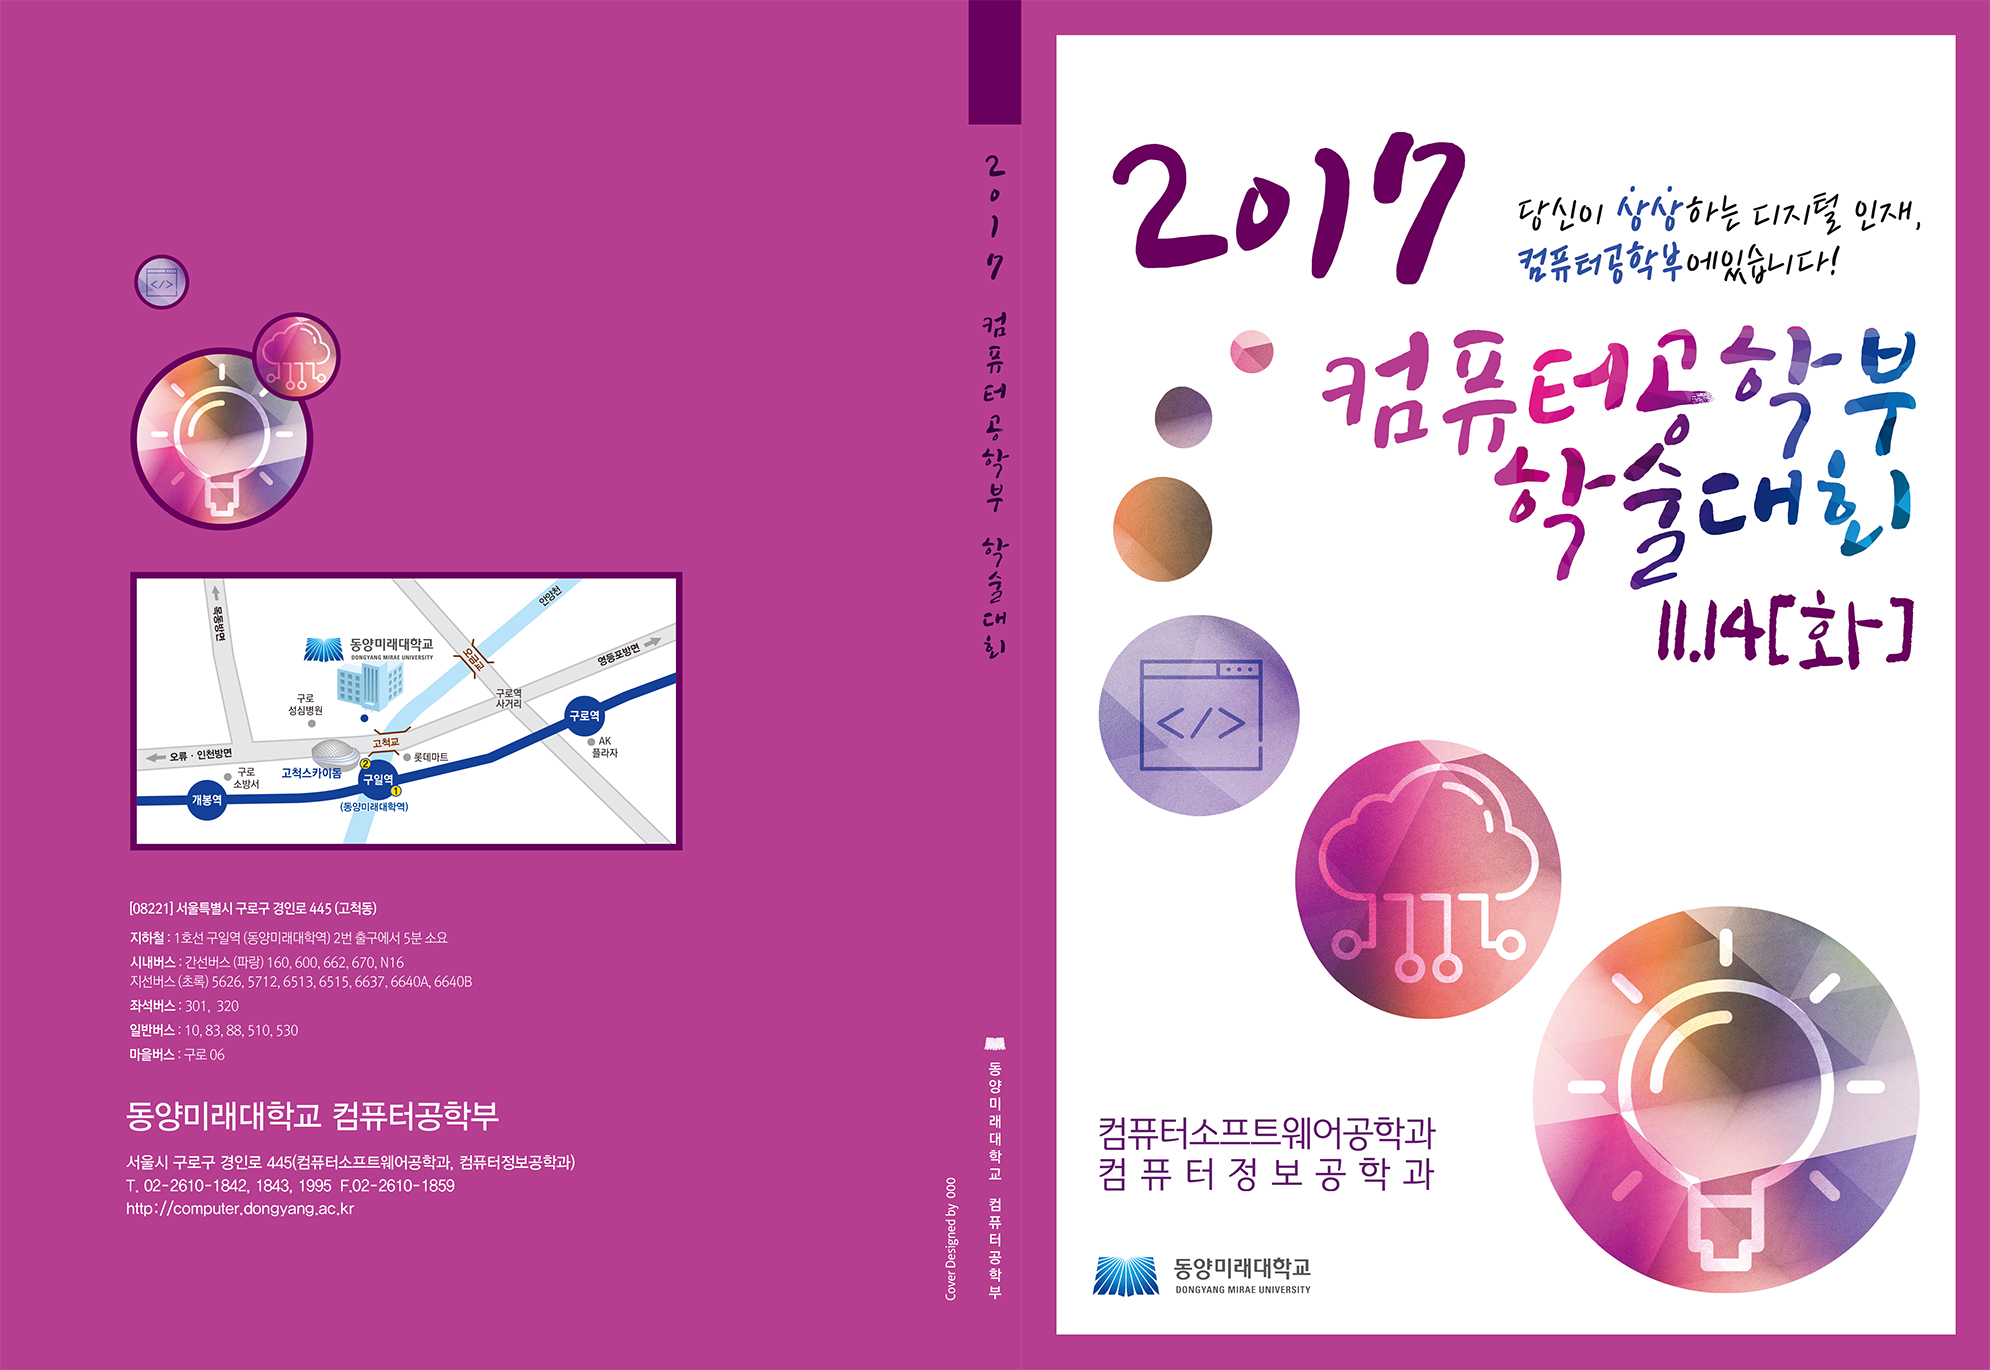 2017
당신이 상상하는 디지털 인재,
컴퓨터공학부에있습니다!
컴퓨터공학부
학술대회
11.14[화]
</>
컴퓨터소프트웨어공학과
컴퓨터정보공학과
동양미래대학교
DONGYANG MIRAE UNIVERSITY
2017 컴퓨터공학부 학술대회
동양미래대학교 컴퓨터공학부
Cover Designed by 000
</>
목동방면
안양천
동양미래대학교
DONGYANG MIRAE UNIVERSITY
오금교
영등포방면
구로
성심병원
구로역
사거리
구로역
AK
플라자
고척교
롯데마트
오류 · 인천방면
구로
소방서
고척스카이돔
2
구일역
1
(동양미래대학역)
개봉역
[08221] 서울특별시 구로구 경인로 445 (고척동)
지하철 : 1호선 구일역 (동양미래대학역) 2번 출구에서 5분 소요
시내버스 : 간선버스 (파랑) 160, 600, 662, 670, N16
지선버스 (초록) 5626, 5712, 6513, 6515, 6637, 6640A, 6640B
좌석버스 : 301, 320
일반버스 : 10, 83, 88, 510, 530
마을버스 : 구로 06
동양미래대학교 컴퓨터공학부
서울시 구로구 경인로 445(컴퓨터소프트웨어공학과, 컴퓨터정보공학과)
T. 02-2610-1842, 1843, 1995 F.02-2610-1859
http://computer.dongyang.ac.kr